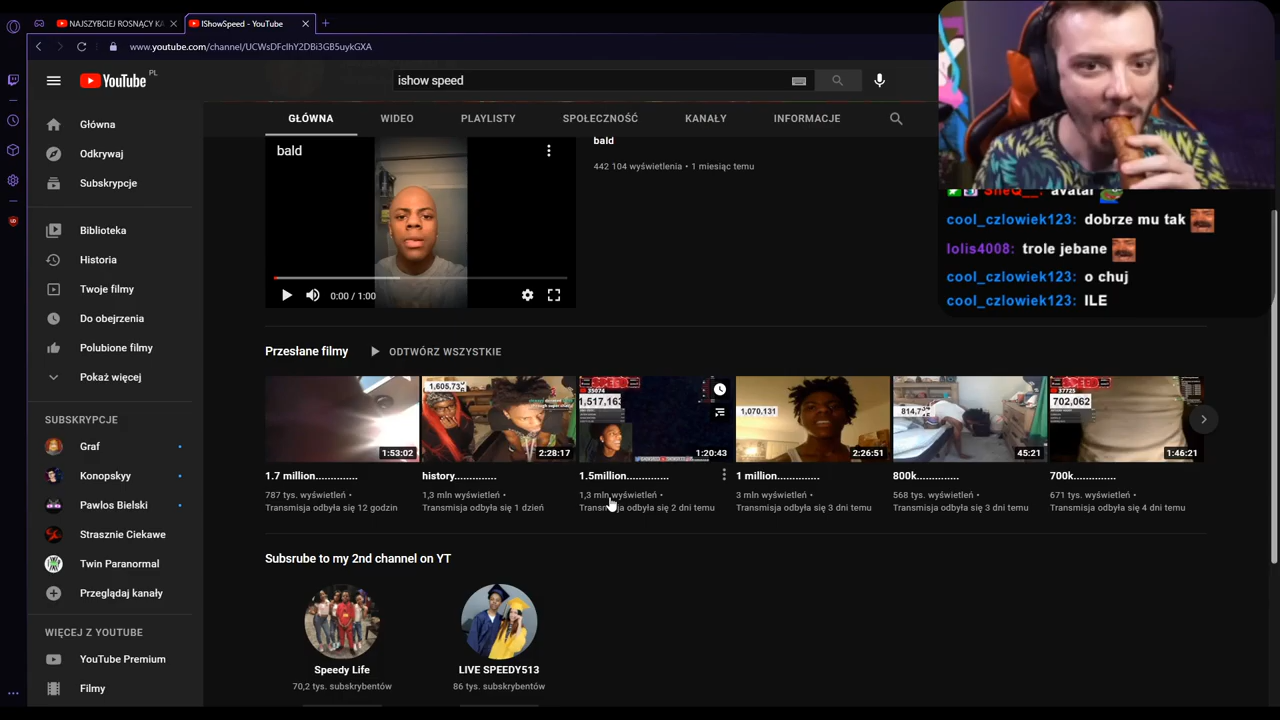 NAJSZYBCIEJ ROSNĄCY KA
IShowSpeed - YouTube
www.youtube.com/channel/UCWsDFcIhY2DBi3GB5uykGXA
YouTube PL
ishow speed
GŁÓWNA
WIDEO
PLAYLISTY
SPOŁECZNOŚĆ
KANAŁY
INFORMACJE
Główna
Odkrywaj
Subskrypcje
Biblioteka
Historia
Twoje filmy
Do obejrzenia
Polubione filmy
Pokaż więcej
SUBSKRYPCJE
Graf
Konopskyy
Pawlos Bielski
Strasznie Ciekawe
Twin Paranormal
Przeglądaj kanały
WIĘCEJ Z YOUTUBE
YouTube Premium
Filmy
bald
0:00 / 1:00
bald
442 104 wyświetlenia • 1 miesiąc temu
SheQ__: avatar
cool_czlowiek123: dobrze mu tak
lolis4008: trole jebane
cool_czlowiek123: o chuj
cool_czlowiek123: ILE
Przesłane filmy
ODTWÓRZ WSZYSTKIE
1:53:02
1.7 million..............
787 tys. wyświetleń •
Transmisja odbyła się 12 godzin
1,605,73
2:28:17
history..............
1,3 mln wyświetleń •
Transmisja odbyła się 1 dzień
35074
1,517,163
1:20:43
1.5million..............
1,3 mln wyświetleń •
Transmisja odbyła się 2 dni temu
1,070,131
2:26:51
1 million..............
3 mln wyświetleń •
Transmisja odbyła się 3 dni temu
814,7
45:21
800k..............
568 tys. wyświetleń •
Transmisja odbyła się 3 dni temu
37725
702,062
1:46:21
700k..............
671 tys. wyświetleń •
Transmisja odbyła się 4 dni temu
Subsrube to my 2nd channel on YT
Speedy Life
70,2 tys. subskrybentów
LIVE SPEEDY513
86 tys. subskrybentów